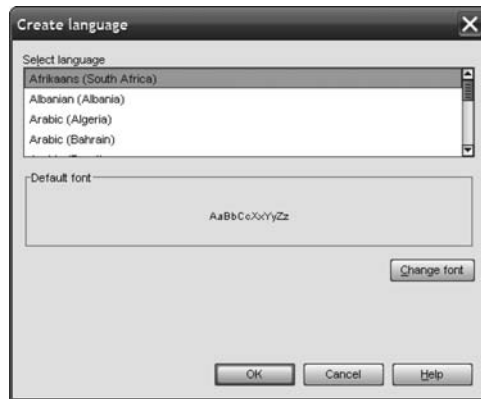 Create language
Select language
Afrikaans (South Africa)
Albanian (Albania)
Arabic (Algeria)
Arabic (Bahrain)
Default font
AaBbCcXxYyZz
Change font
OK Cancel Help